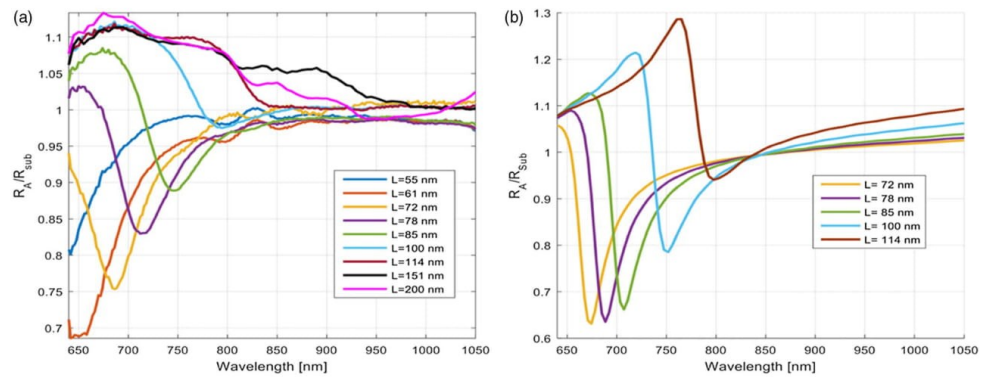 (a)
R_A/R_Sub
1.1
1.05
1
0.95
0.9
0.85
0.8
0.75
0.7
L=55 nm
L=61 nm
L=72 nm
L=78 nm
L=85 nm
L=100 nm
L=114 nm
L=151 nm
L=200 nm
650 700 750 800 850 900 950 1000 1050
Wavelength [nm]
(b)
R_A/R_Sub
1.3
1.2
1.1
1
0.9
0.8
0.7
0.6
L= 72 nm
L= 78 nm
L= 85 nm
L= 100 nm
L= 114 nm
650 700 750 800 850 900 950 1000 1050
Wavelength [nm]